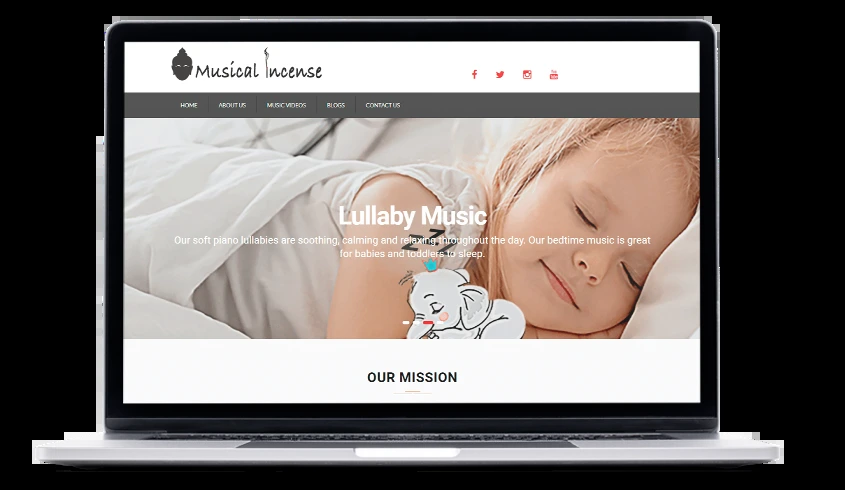 Musical Incense
HOME ABOUT US MUSIC VIDEOS BLOGS CONTACT US
Lullaby Music
Our soft piano lullabies are soothing, calming and relaxing throughout the day. Our bedtime music is great
for babies and toddlers to sleep.
Z Z Z
OUR MISSION